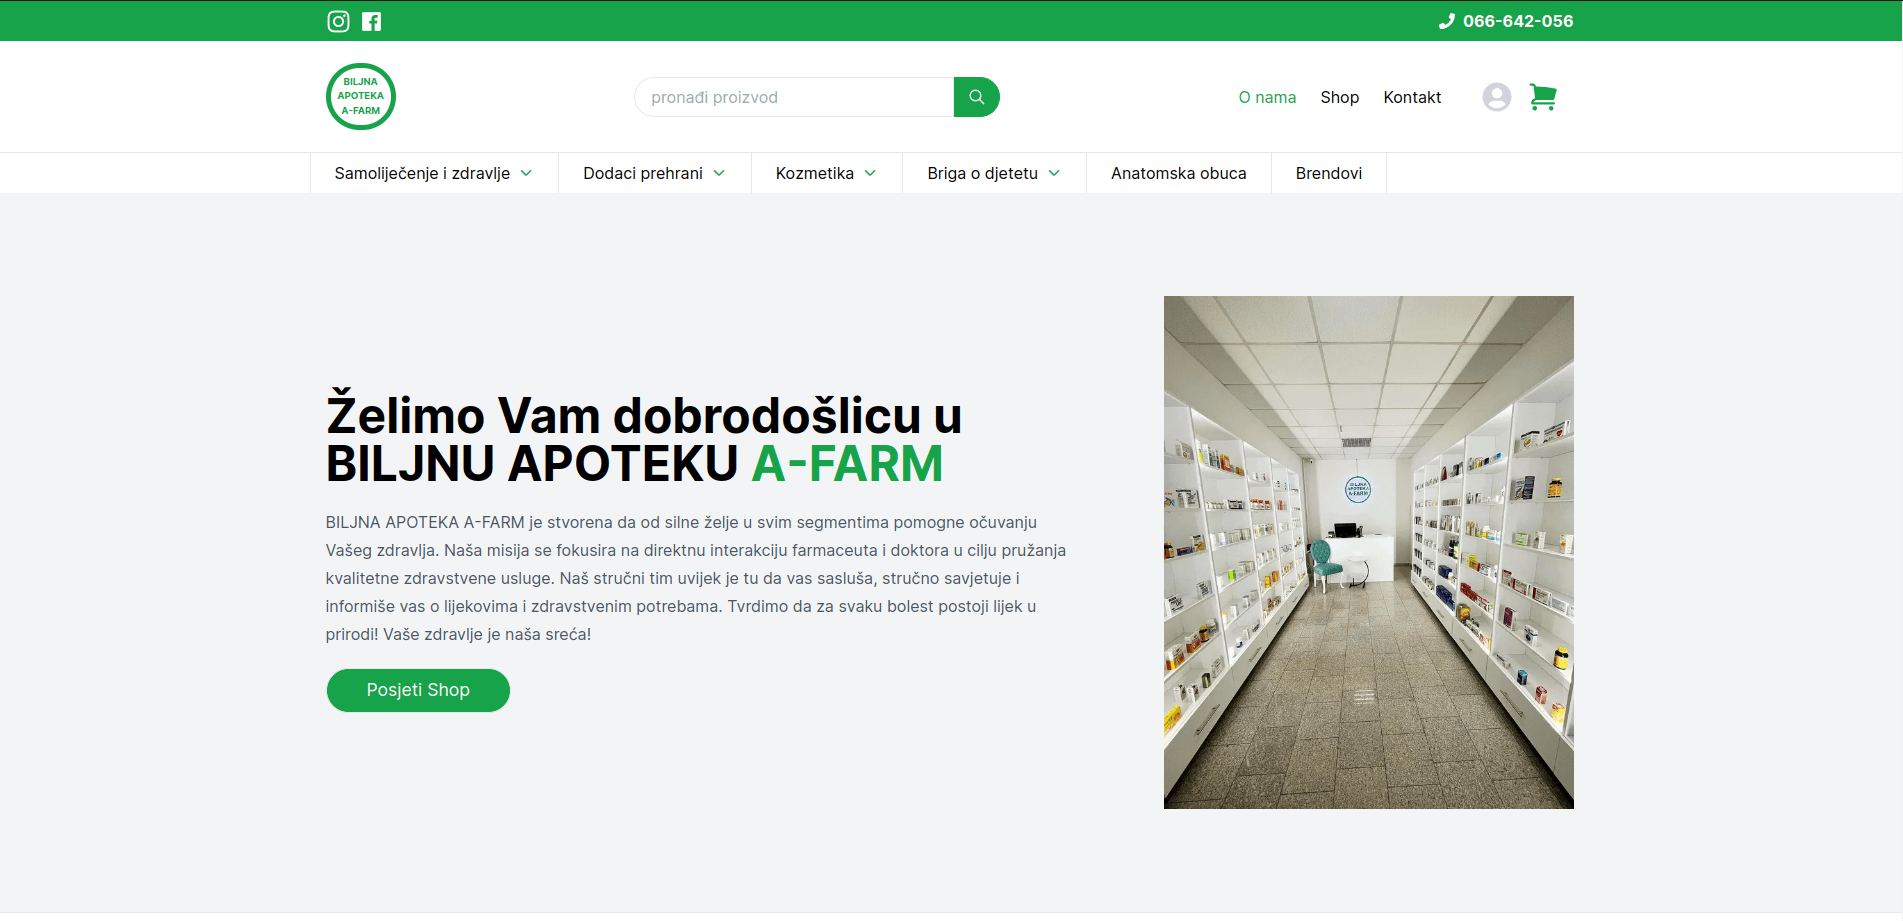 066-642-056
BILJNA
APOTEKA
A-FARM
pronađi proizvod
O nama
Shop
Kontakt
Samoliječenje i zdravlje
Dodaci prehrani
Kozmetika
Briga o djetetu
Anatomska obuca
Brendovi
Želimo Vam dobrodošlicu u
BILJNU APOTEKU A-FARM
BILJNA APOTEKA A-FARM je stvorena da od silne želje u svim segmentima pomogne očuvanju
Vašeg zdravlja. Naša misija se fokusira na direktnu interakciju farmaceuta i doktora u cilju pružanja
kvalitetne zdravstvene usluge. Naš stručni tim uvijek je tu da vas sasluša, stručno savjetuje i
informiše vas o lijekovima i zdravstvenim potrebama. Tvrdimo da za svaku bolest postoji lijek u
prirodi! Vaše zdravlje je naša sreća!
Posjeti Shop
BILJNA
APOTEKA
A-FARM